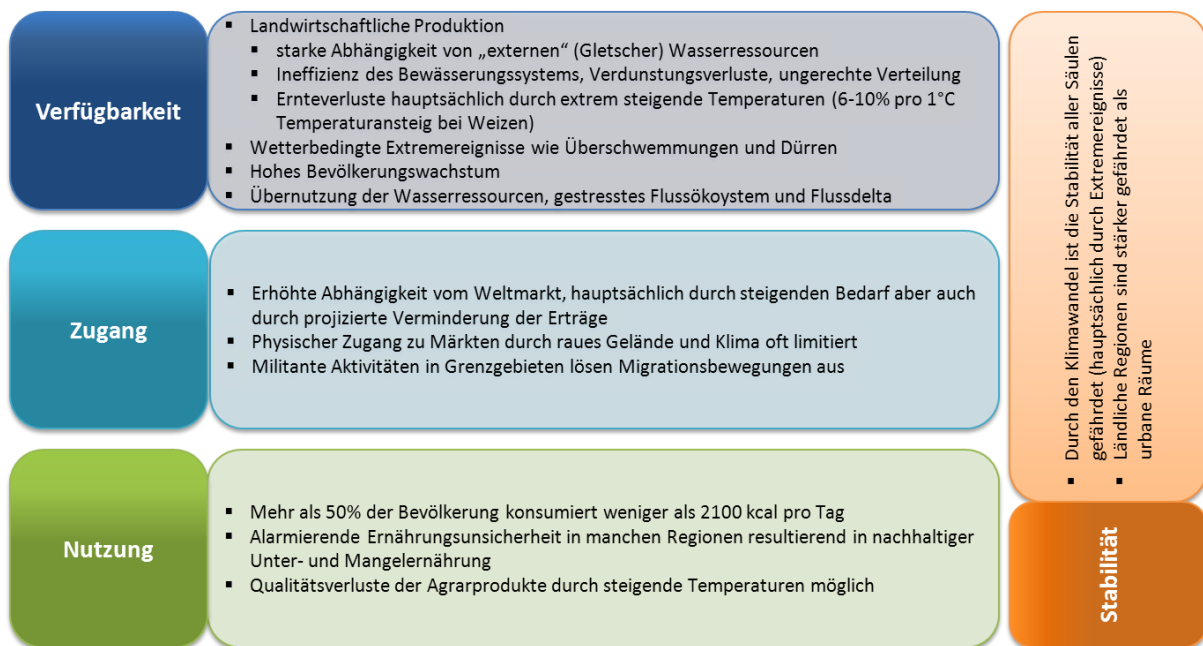 Verfügbarkeit
▪ Landwirtschaftliche Produktion
▪ starke Abhängigkeit von „externen“ (Gletscher) Wasserressourcen
▪ Ineffizienz des Bewässerungssystems, Verdunstungsverluste, ungerechte Verteilung
▪ Ernteverluste hauptsächlich durch extrem steigende Temperaturen (6-10% pro 1°C
Temperaturansteig bei Weizen)
▪ Wetterbedingte Extremereignisse wie Überschwemmungen und Dürren
▪ Hohes Bevölkerungswachstum
▪ Übernutzung der Wasserressourcen, gestresstes Flussökoystem und Flussdelta
Zugang
▪ Erhöhte Abhängigkeit vom Weltmarkt, hauptsächlich durch steigenden Bedarf aber auch
durch projizierte Verminderung der Erträge
▪ Physischer Zugang zu Märkten durch raues Gelände und Klima oft limitiert
▪ Militante Aktivitäten in Grenzgebieten lösen Migrationsbewegungen aus
Nutzung
▪ Mehr als 50% der Bevölkerung konsumiert weniger als 2100 kcal pro Tag
▪ Alarmierende Ernährungsunsicherheit in manchen Regionen resultierend in nachhaltiger
Unter- und Mangelernährung
▪ Qualitätsverluste der Agrarprodukte durch steigende Temperaturen möglich
Stabilität
▪ Durch den Klimawandel ist die Stabilität aller Säulen
gefährdet (hauptsächlich durch Extremereignisse)
▪ Ländliche Regionen sind stärker gefährdet als
urbane Räume